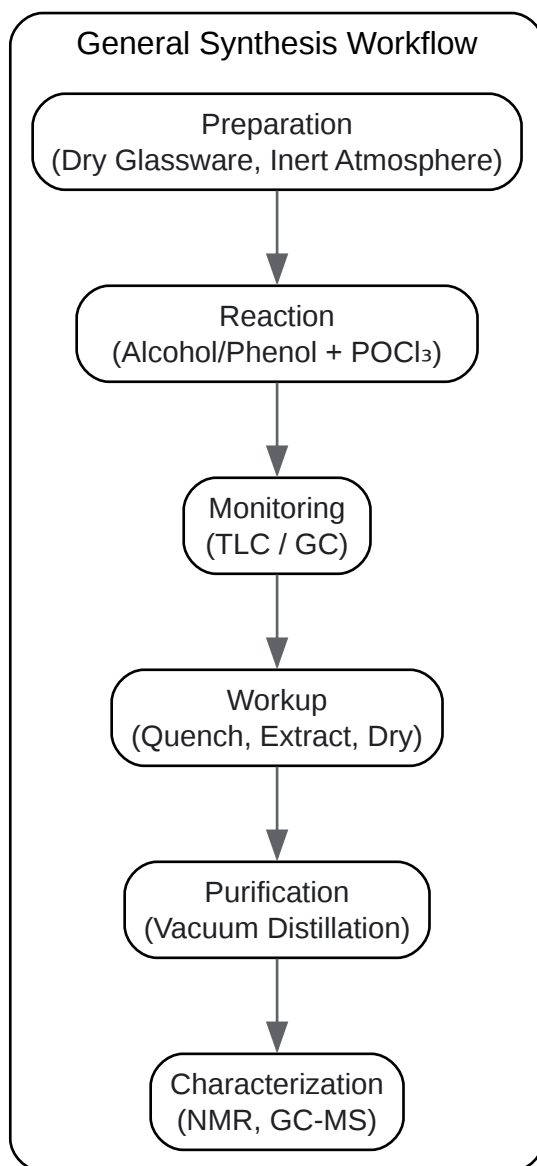 General Synthesis Workflow
Preparation
(Dry Glassware, Inert Atmosphere)
Reaction
(Alcohol/Phenol + POCl₃)
Monitoring
(TLC / GC)
Workup
(Quench, Extract, Dry)
Purification
(Vacuum Distillation)
Characterization
(NMR, GC-MS)